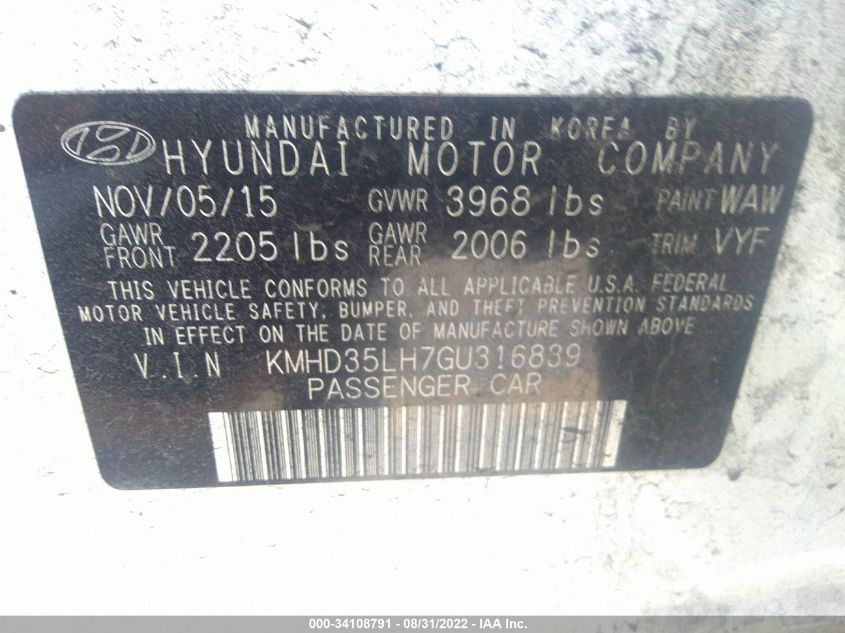 MANUFACTURED IN KOREA BY
HYUNDAI MOTOR COMPANY
NOV/05/15 GVWR 3968 lbs PAINT WAW
GAWR FRONT 2205 lbs GAWR REAR 2006 lbs TRIM VYF
THIS VEHICLE CONFORMS TO ALL APPLICABLE U.S.A. FEDERAL
MOTOR VEHICLE SAFETY, BUMPER, AND THEFT PREVENTION STANDARDS
IN EFFECT ON THE DATE OF MANUFACTURE SHOWN ABOVE
V.I.N KMHD35LH7GU316839
PASSENGER CAR
000-34108791 - 08/31/2022 - IAA Inc.